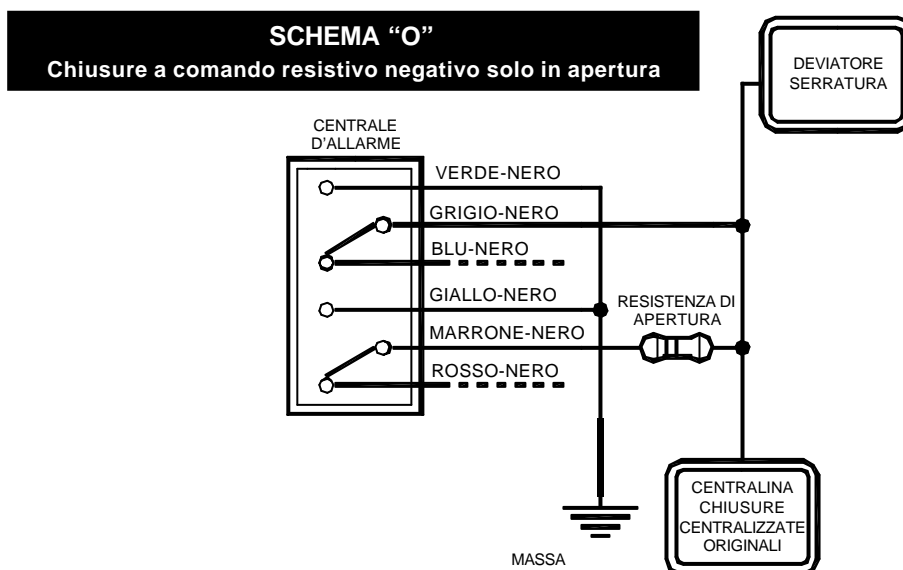 SCHEMA “O”
Chiusure a comando resistivo negativo solo in apertura
DEVIATORE
SERRATURA
CENTRALE
D'ALLARME
VERDE-NERO
GRIGIO-NERO
BLU-NERO
GIALLO-NERO
RESISTENZA DI
APERTURA
MARRONE-NERO
ROSSO-NERO
CENTRALINA
CHIUSURE
CENTRALIZZATE
ORIGINALI
MASSA